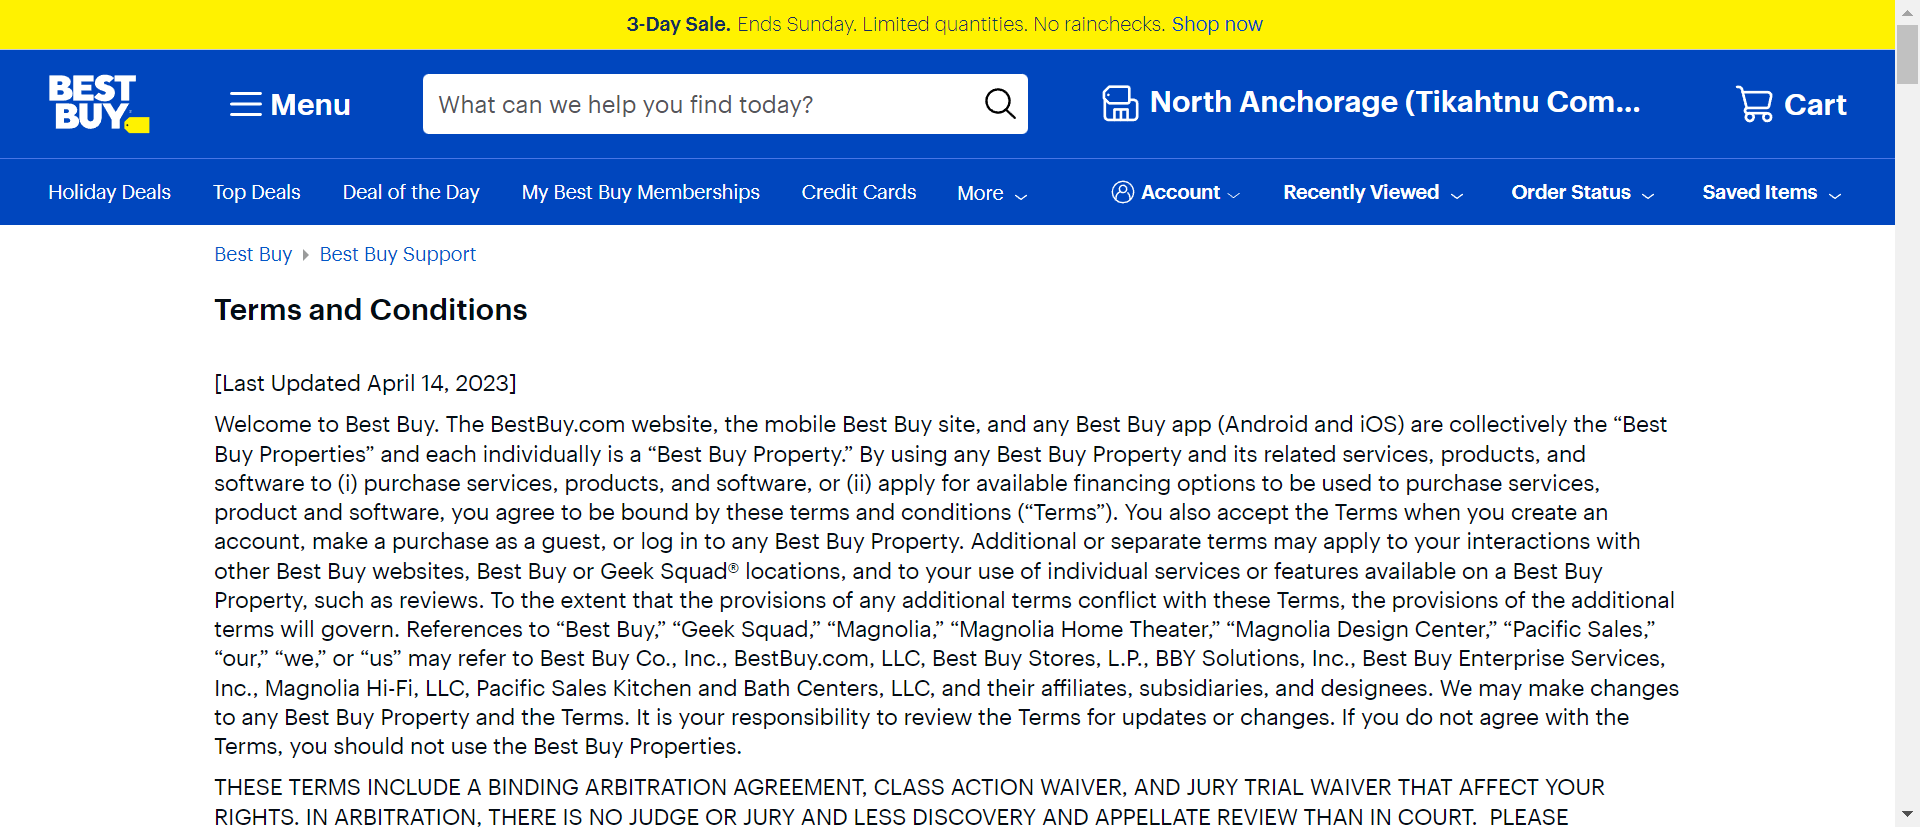 3-Day Sale. Ends Sunday. Limited quantities. No rainchecks. Shop now
BEST
BUY
Menu
What can we help you find today?
North Anchorage (Tikahtnu Com...
Cart
Holiday Deals
Top Deals
Deal of the Day
My Best Buy Memberships
Credit Cards
More
Account
Recently Viewed
Order Status
Saved Items
Best Buy
Best Buy Support
Terms and Conditions
[Last Updated April 14, 2023]
Welcome to Best Buy. The BestBuy.com website, the mobile Best Buy site, and any Best Buy app (Android and iOS) are collectively the “Best
Buy Properties” and each individually is a “Best Buy Property.” By using any Best Buy Property and its related services, products, and
software to (i) purchase services, products, and software, or (ii) apply for available financing options to be used to purchase services,
product and software, you agree to be bound by these terms and conditions (“Terms”). You also accept the Terms when you create an
account, make a purchase as a guest, or log in to any Best Buy Property. Additional or separate terms may apply to your interactions with
other Best Buy websites, Best Buy or Geek Squad® locations, and to your use of individual services or features available on a Best Buy
Property, such as reviews. To the extent that the provisions of any additional terms conflict with these Terms, the provisions of the additional
terms will govern. References to “Best Buy,” “Geek Squad,” “Magnolia,” “Magnolia Home Theater,” “Magnolia Design Center,” “Pacific Sales,”
“our,” “we,” or “us” may refer to Best Buy Co., Inc., BestBuy.com, LLC, Best Buy Stores, L.P., BBY Solutions, Inc., Best Buy Enterprise Services,
Inc., Magnolia Hi-Fi, LLC, Pacific Sales Kitchen and Bath Centers, LLC, and their affiliates, subsidiaries, and designees. We may make changes
to any Best Buy Property and the Terms. It is your responsibility to review the Terms for updates or changes. If you do not agree with the
Terms, you should not use the Best Buy Properties.
THESE TERMS INCLUDE A BINDING ARBITRATION AGREEMENT, CLASS ACTION WAIVER, AND JURY TRIAL WAIVER THAT AFFECT YOUR
RIGHTS. IN ARBITRATION, THERE IS NO JUDGE OR JURY AND LESS DISCOVERY AND APPELLATE REVIEW THAN IN COURT. PLEASE